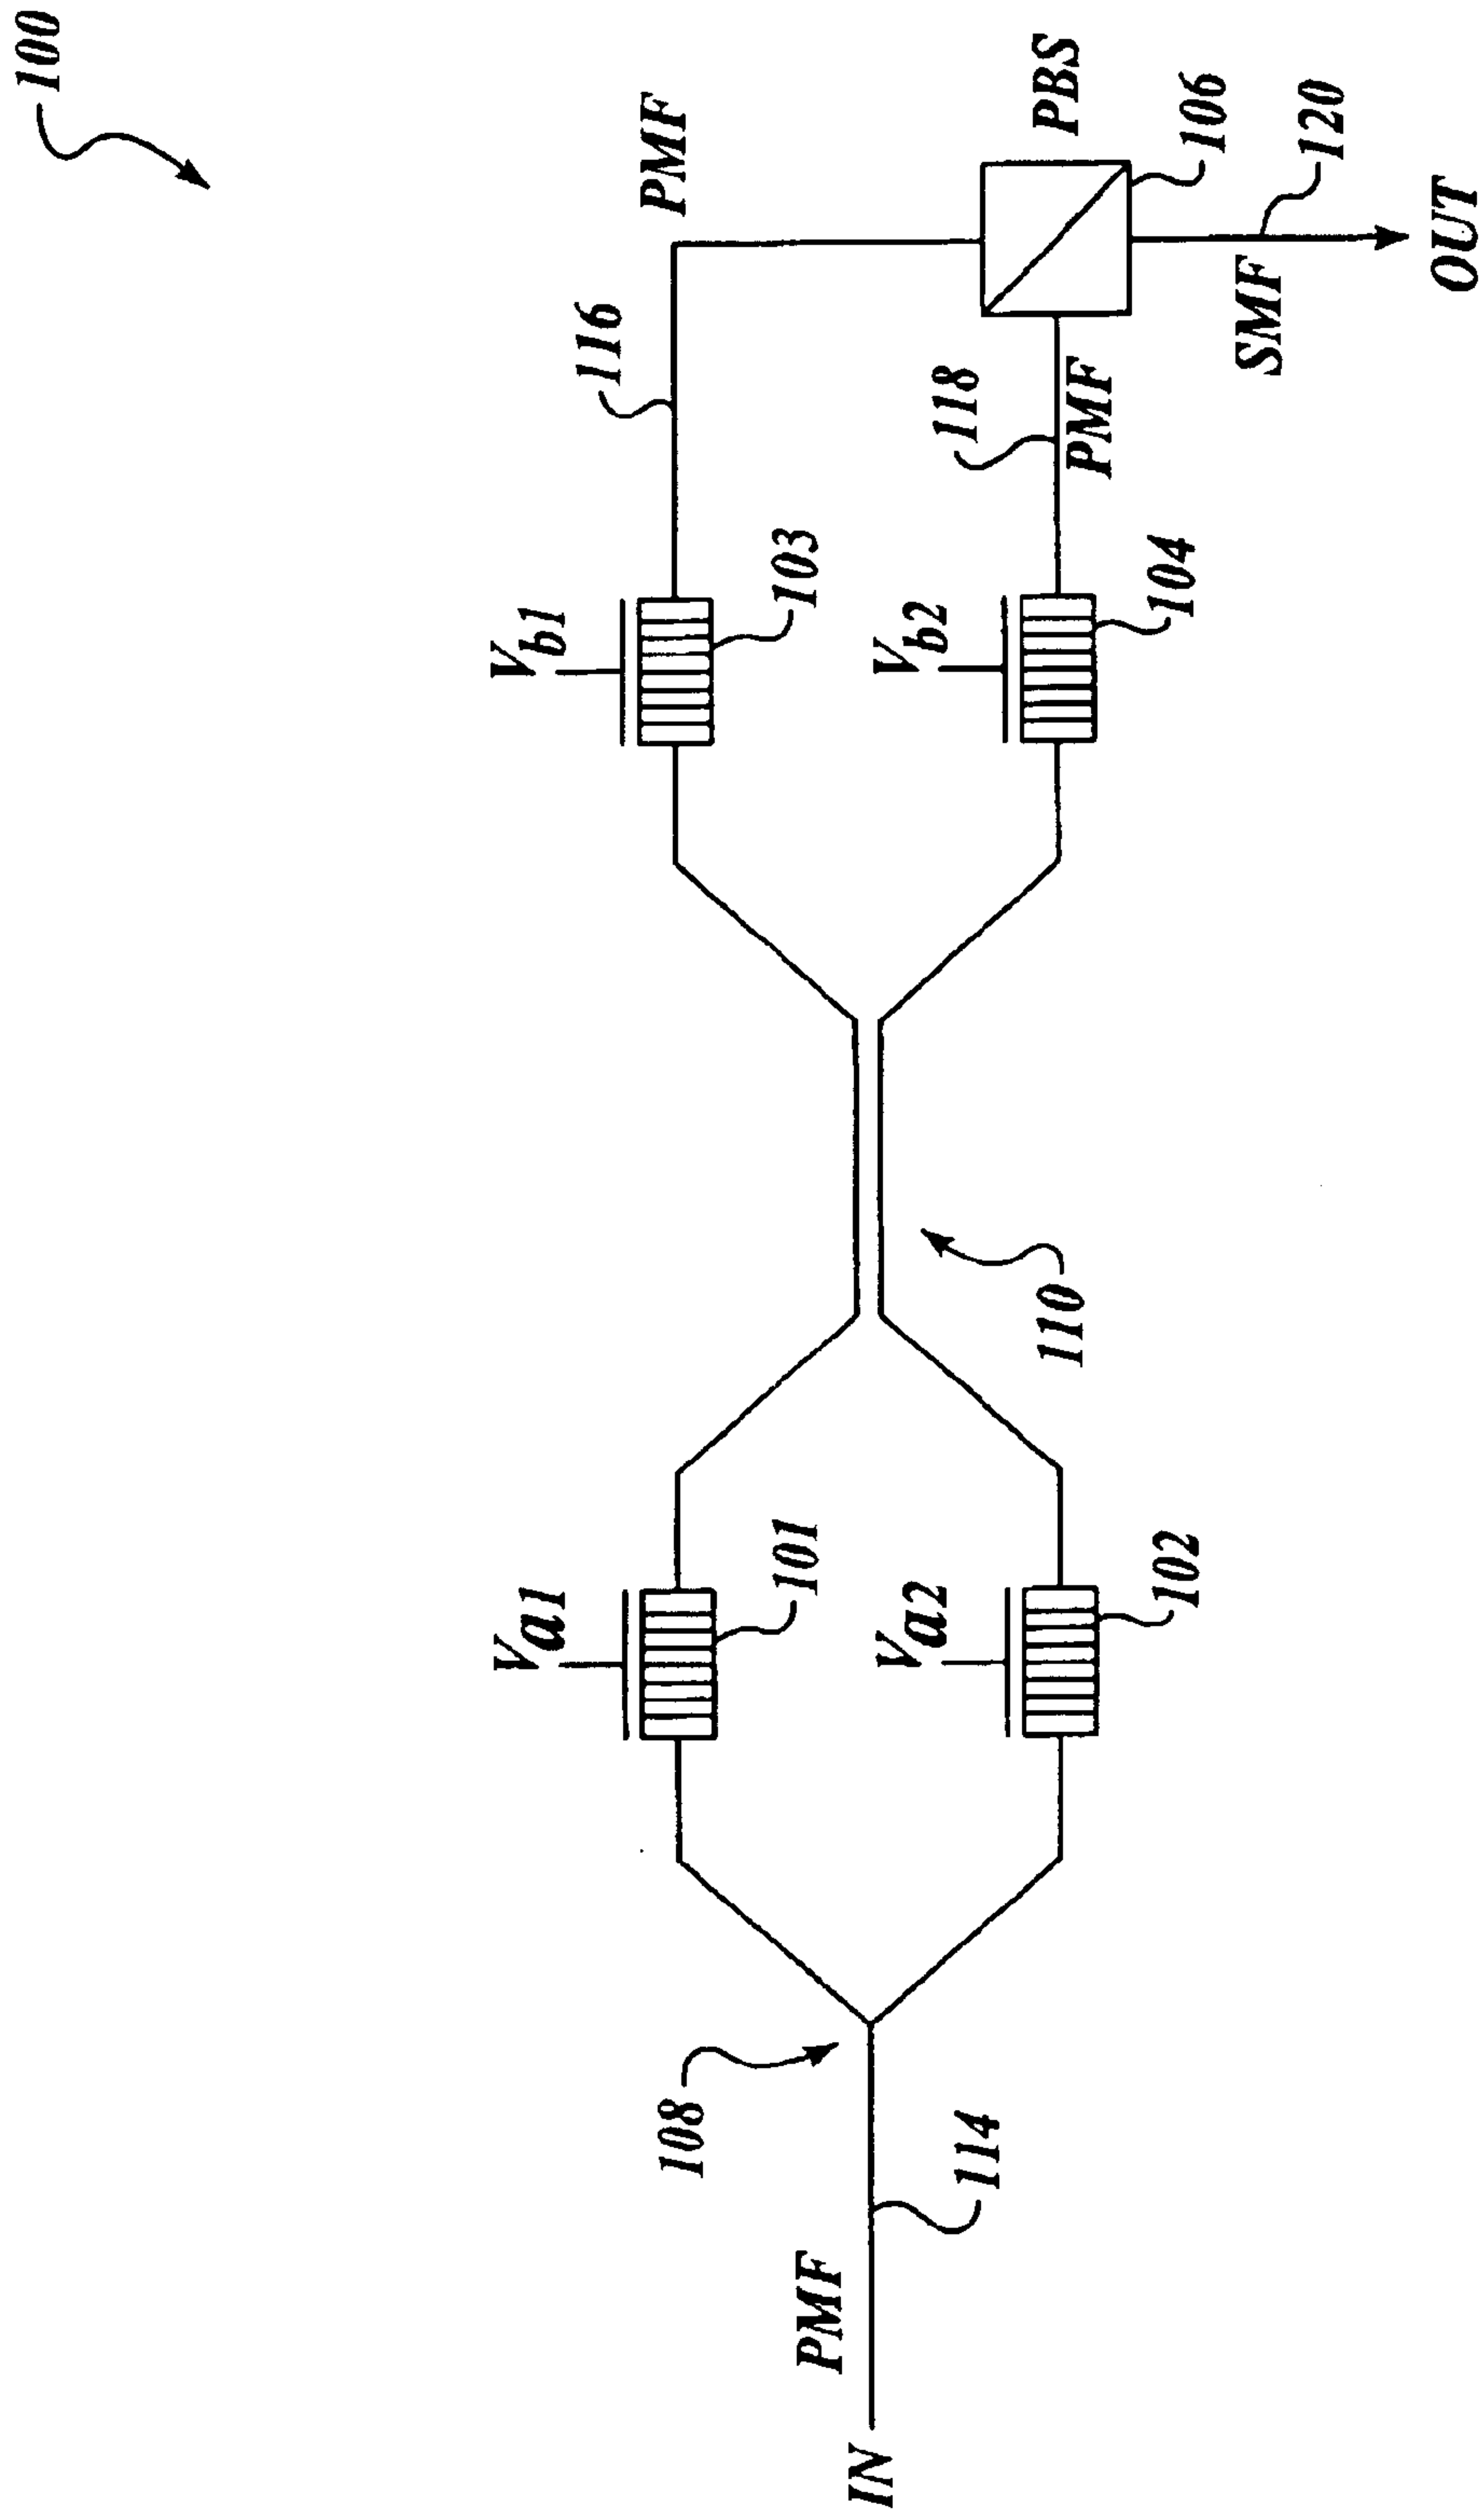 100
PMF
PBS
106
120
OUT
116
118
PMF
SMF
Vb1
103
Vb2
104
110
Va1
101
Va2
102
108
114
PMF
IN